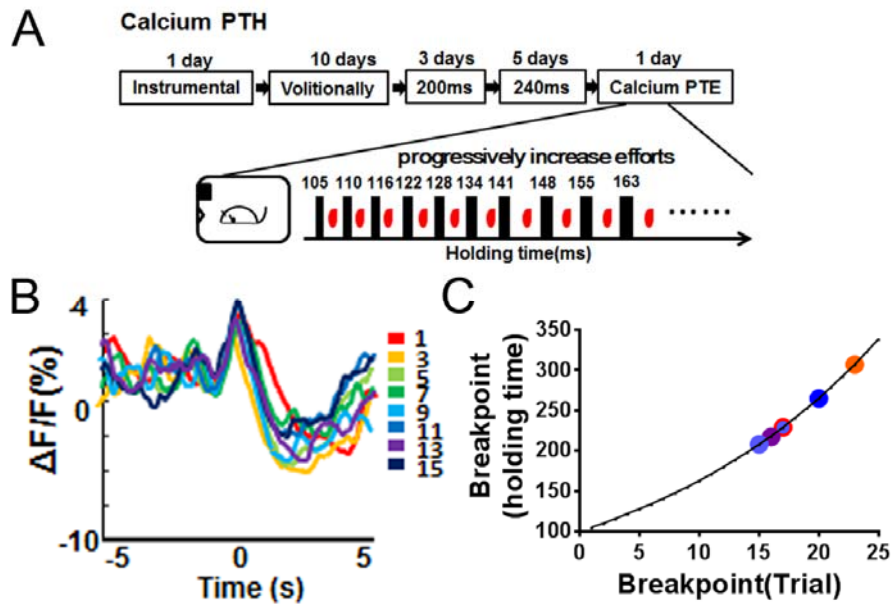 A
Calcium PTH
1 day 10 days 3 days 5 days 1 day
Instrumental Volitionally 200ms 240ms Calcium PTE
progressively increase efforts
105 110 116 122 128 134 141 148 155 163
Holding time(ms)
B
4
0
-10
ΔF/F(%)
-5 0 5
Time (s)
1
3
5
7
9
11
13
15
C
350
300
250
200
150
100
Breakpoint
(holding time)
0 5 10 15 20 25
Breakpoint(Trial)